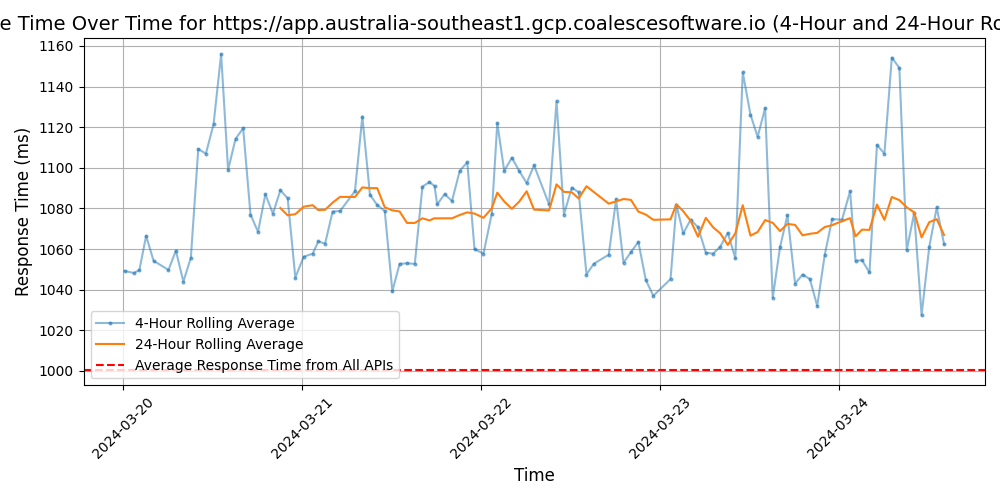 e Time Over Time for https://app.australia-southeast1.gcp.coalescesoftware.io (4-Hour and 24-Hour Ro
Response Time (ms)
1160
1140
1120
1100
1080
1060
1040
1020
1000
4-Hour Rolling Average
24-Hour Rolling Average
Average Response Time from All APIs
2024-03-20
2024-03-21
2024-03-22
2024-03-23
2024-03-24
Time